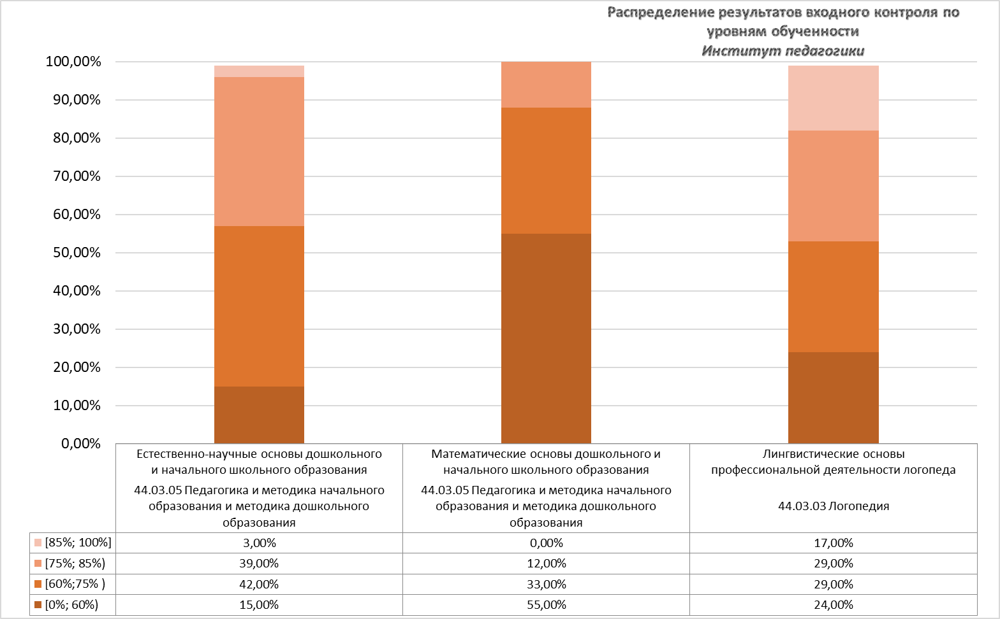 Распределение результатов входного контроля по
уровням обученности
Институт педагогики
100,00%
90,00%
80,00%
70,00%
60,00%
50,00%
40,00%
30,00%
20,00%
10,00%
0,00%
Естественно-научные основы дошкольного
и начального школьного образования
44.03.05 Педагогика и методика начального
образования и методика дошкольного
образования
Математические основы дошкольного и
начального школьного образования
44.03.05 Педагогика и методика начального
образования и методика дошкольного
образования
Лингвистические основы
профессиональной деятельности логопеда
44.03.03 Логопедия
[85%; 100%] 3,00% 0,00% 17,00%
[75%; 85%) 39,00% 12,00% 29,00%
[60%;75% ) 42,00% 33,00% 29,00%
[0%; 60%) 15,00% 55,00% 24,00%